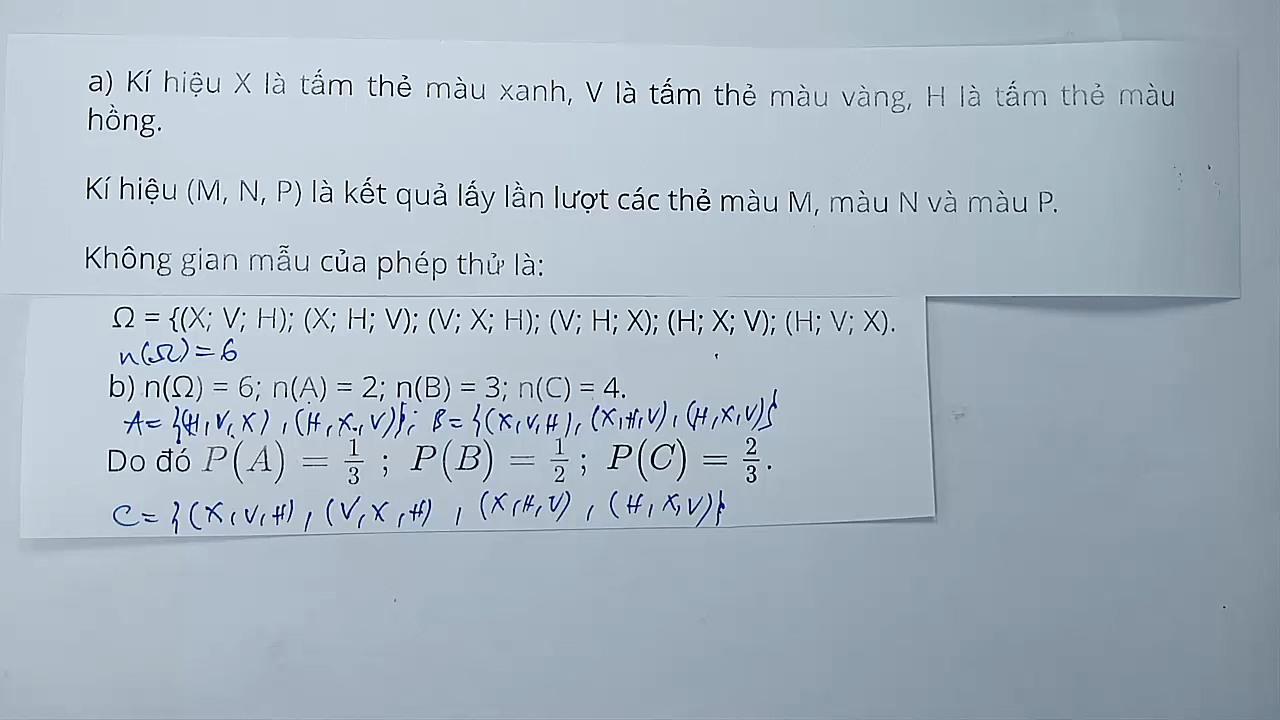 a) Kí hiệu X là tấm thẻ màu xanh, V là tấm thẻ màu vàng, H là tấm thẻ màu
hồng.
Kí hiệu (M, N, P) là kết quả lấy lần lượt các thẻ màu M, màu N và màu P.
Không gian mẫu của phép thử là:
Ω = {(X; V; H); (X; H; V); (V; X; H); (V; H; X); (H; X; V); (H; V; X).
n(Ω) = 6
b) n(Ω) = 6; n(A) = 2; n(B) = 3; n(C) = 4.
A = {(H, V, X), (H, X, V)}; B = {(X, V, H), (X, H, V), (H, X, V)}
Do đó P(A) = 1/3 ; P(B) = 1/2 ; P(C) = 2/3 .
C = {(X, V, H), (V, X, H), (X, H, V), (H, X, V)}